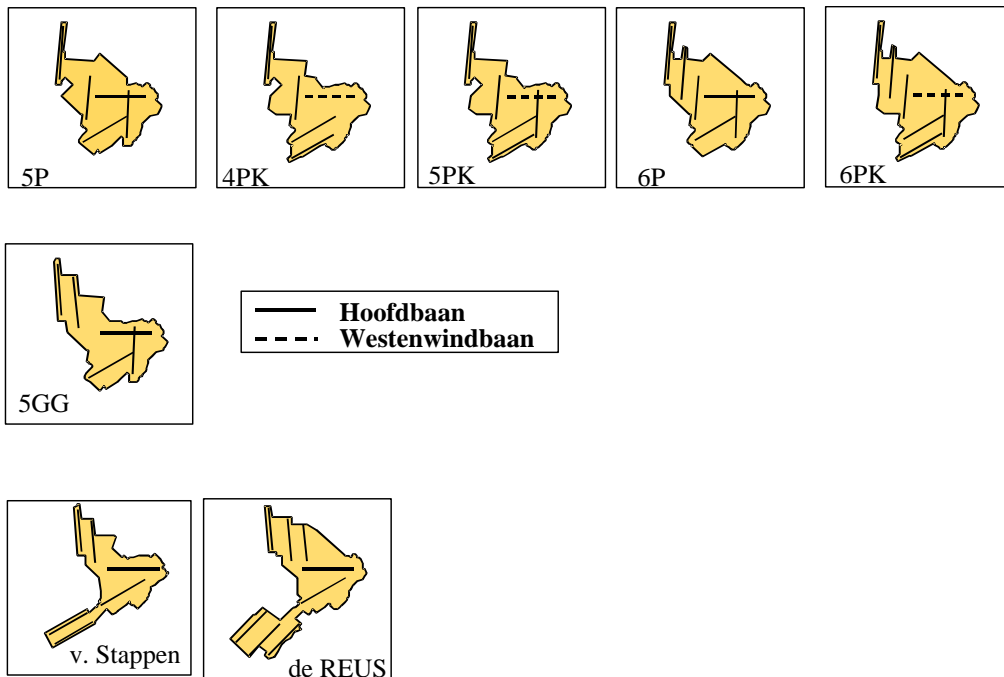 5P
4PK
5PK
6P
6PK
5GG
Hoofdbaan
Westenwindbaan
v. Stappen
de REUS